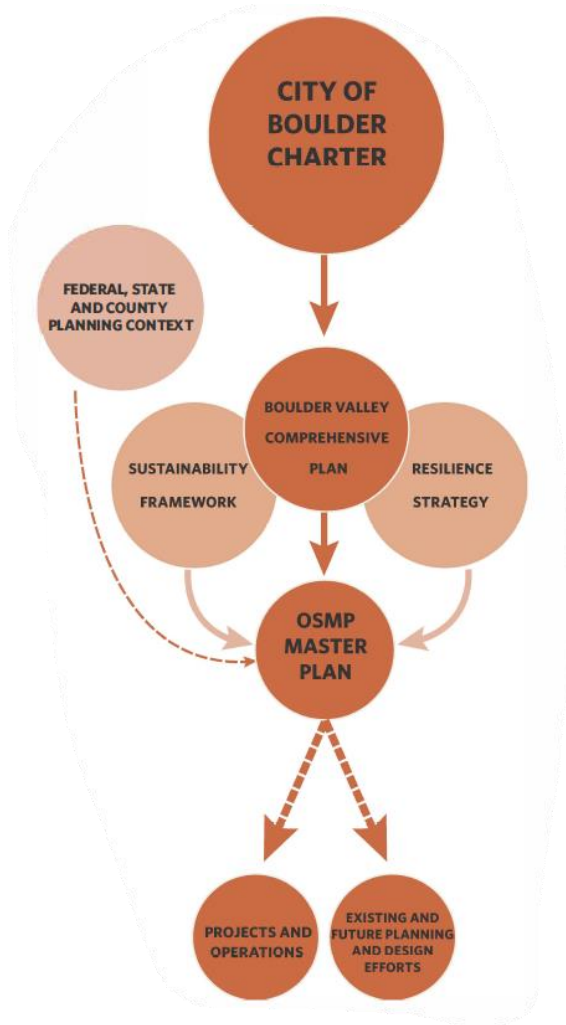 CITY OF
BOULDER
CHARTER
FEDERAL, STATE
AND COUNTY
PLANNING CONTEXT
BOULDER VALLEY
COMPREHENSIVE
PLAN
SUSTAINABILITY
FRAMEWORK
RESILIENCE
STRATEGY
OSMP
MASTER
PLAN
PROJECTS AND
OPERATIONS
EXISTING AND
FUTURE PLANNING
AND DESIGN
EFFORTS